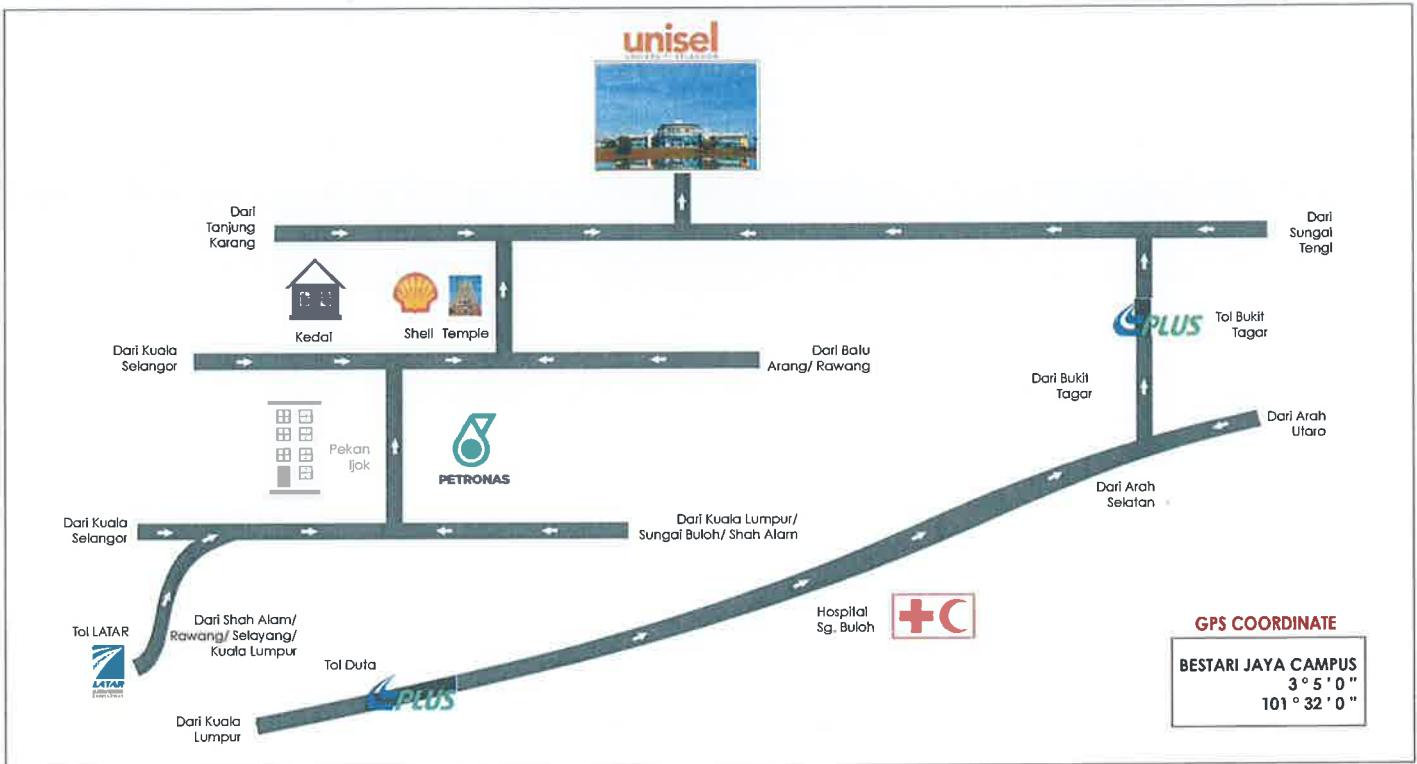 unisel
UNIVERSITI SELANGOR
Dari
Tanjung
Karang
Dari
Sungai
Tengi
Kedai
Shell
Temple
PLUS
Tol Bukit
Tagar
Dari Kuala
Selangor
Dari Batu
Arang/ Rawang
Dari Bukit
Tagar
Dari Arah
Utara
Pekan
Ijok
PETRONAS
Dari Arah
Selatan
Dari Kuala
Selangor
Dari Kuala Lumpur/
Sungai Buloh/ Shah Alam
Tol LATAR
LATAR
Dari Shah Alam/
Rawang/ Selayang/
Kuala Lumpur
Hospital
Sg. Buloh
Tol Duta
PLUS
Dari Kuala
Lumpur
GPS COORDINATE
BESTARI JAYA CAMPUS
3 ° 5 ' 0 "
101 ° 32 ' 0 "